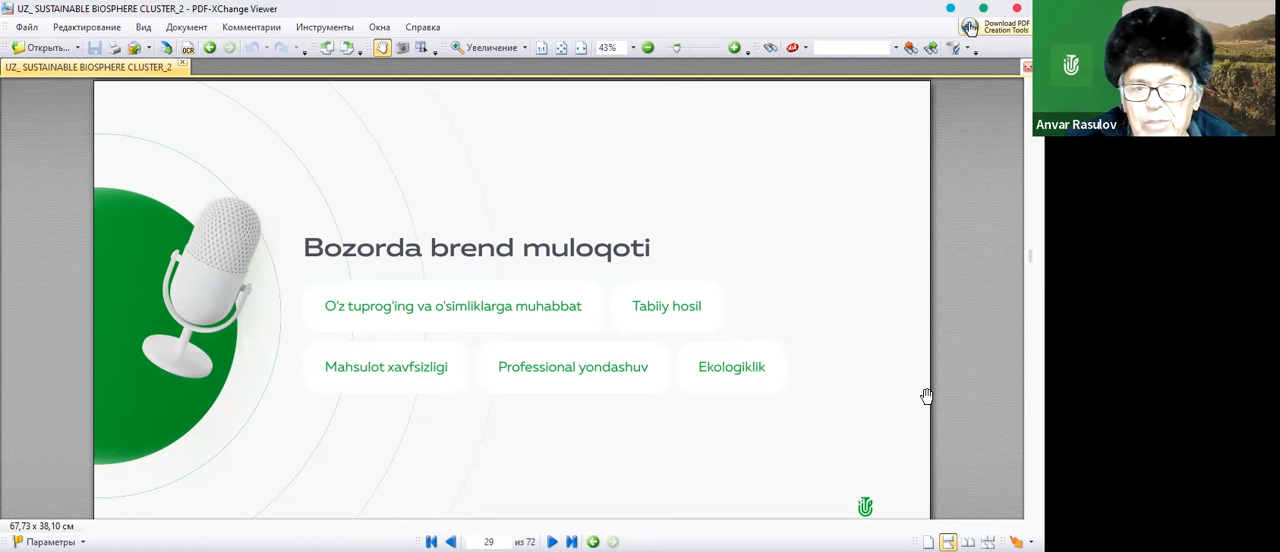 UZ_ SUSTAINABLE BIOSPHERE CLUSTER_2 - PDF-XChange Viewer
Файл Редактирование Вид Документ Комментарии Инструменты Окна Справка
Download PDF
Creation Tools
Открыть... OCR Увеличение 43%
UZ_ SUSTAINABLE BIOSPHERE CLUSTER_2
Anvar Rasulov
Bozorda brend muloqoti
O'z tuprog'ing va o'simliklarga muhabbat
Tabiiy hosil
Mahsulot xavfsizligi
Professional yondashuv
Ekologiklik
67,73 x 38,10 см
Параметры 29 из 72